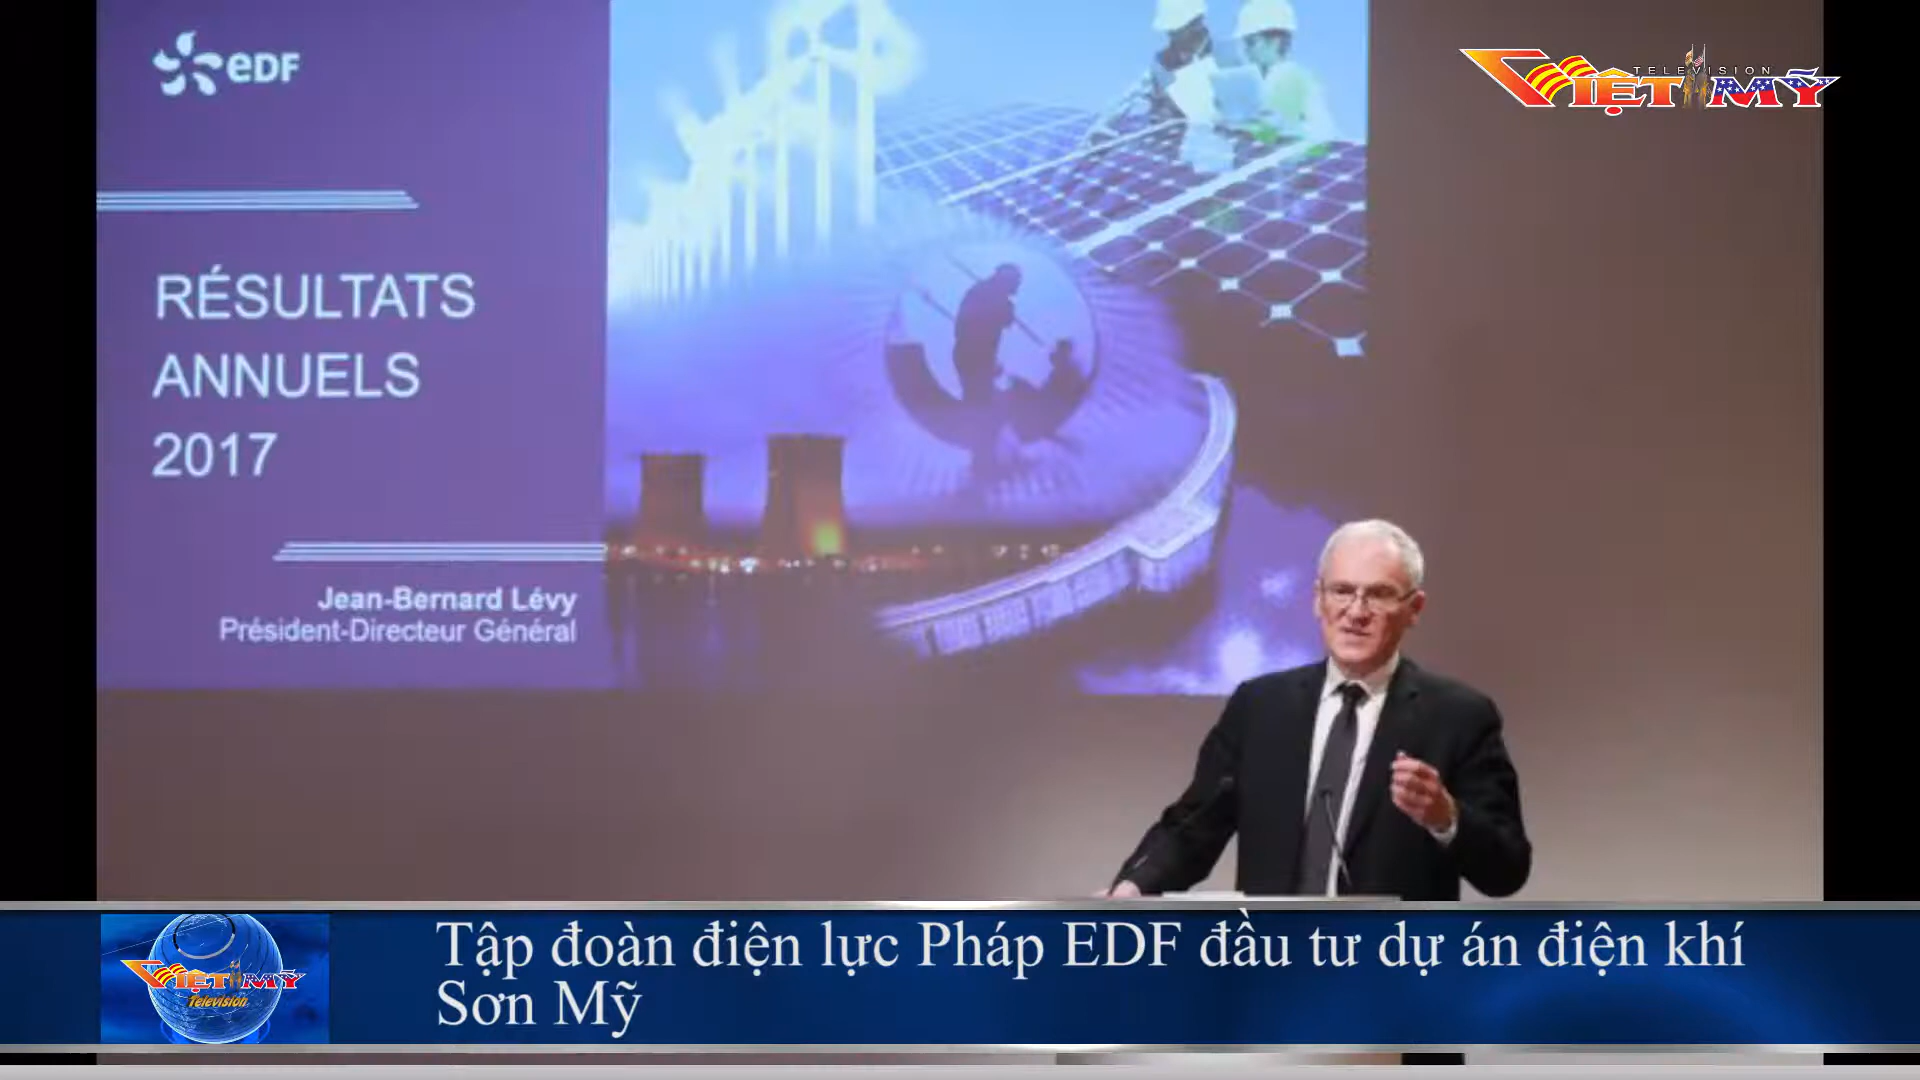 eDF
TELEVISION
VIỆT MỸ
RÉSULTATS
ANNUELS
2017
Jean-Bernard Lévy
Président-Directeur Général
Tập đoàn điện lực Pháp EDF đầu tư dự án điện khí
Sơn Mỹ
VIỆT MỸ
Television